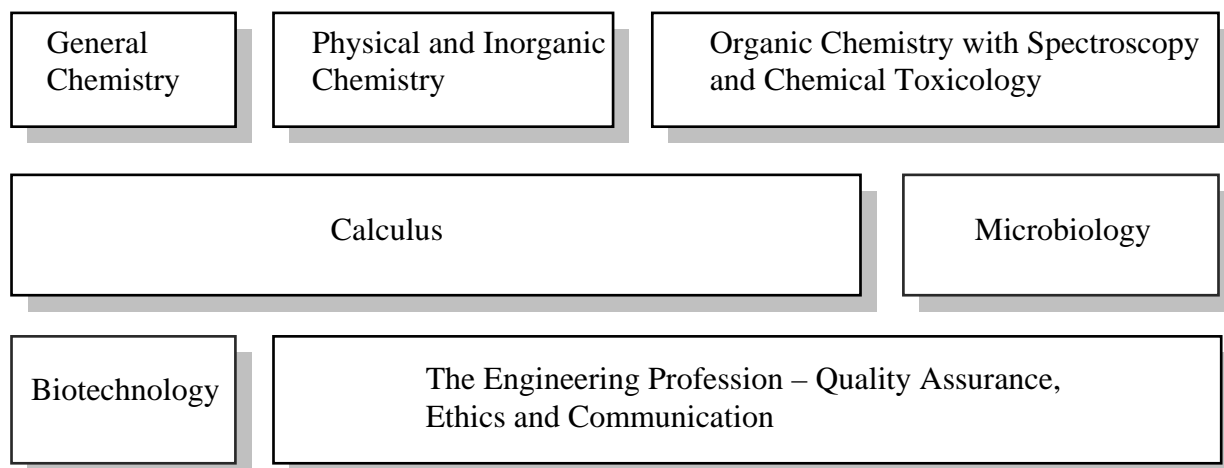 General
Chemistry
Physical and Inorganic
Chemistry
Organic Chemistry with Spectroscopy
and Chemical Toxicology
Calculus
Microbiology
Biotechnology
The Engineering Profession – Quality Assurance,
Ethics and Communication